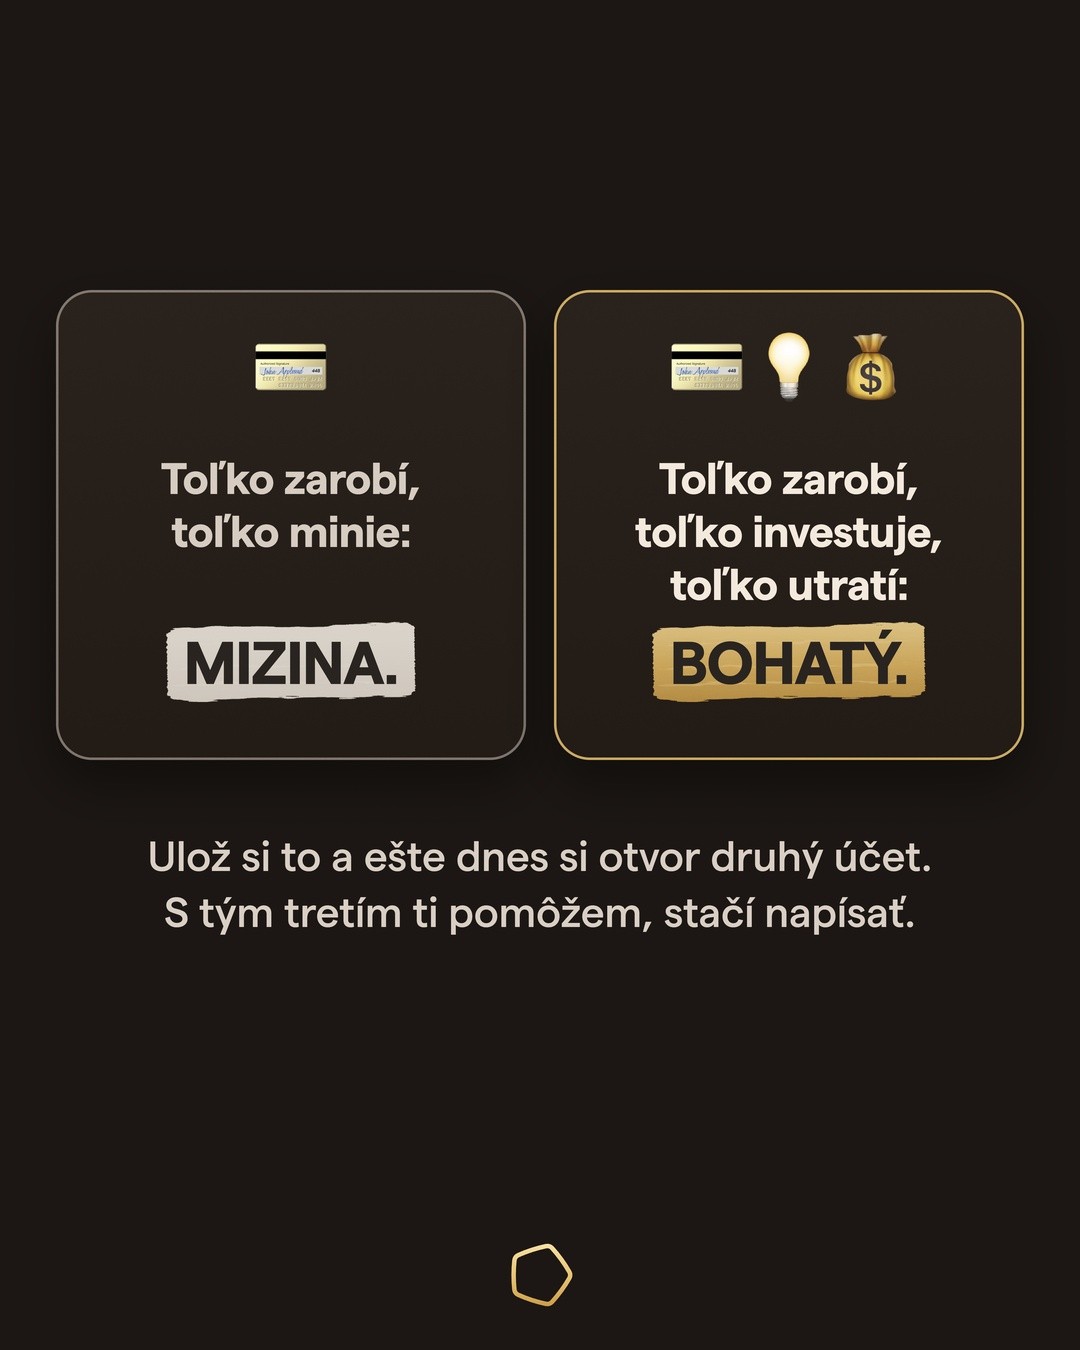 Toľko zarobí,
toľko minie:
MIZINA.
Toľko zarobí,
toľko investuje,
toľko utratí:
BOHATÝ.
Ulož si to a ešte dnes si otvor druhý účet.
S tým tretím ti pomôžem, stačí napísať.